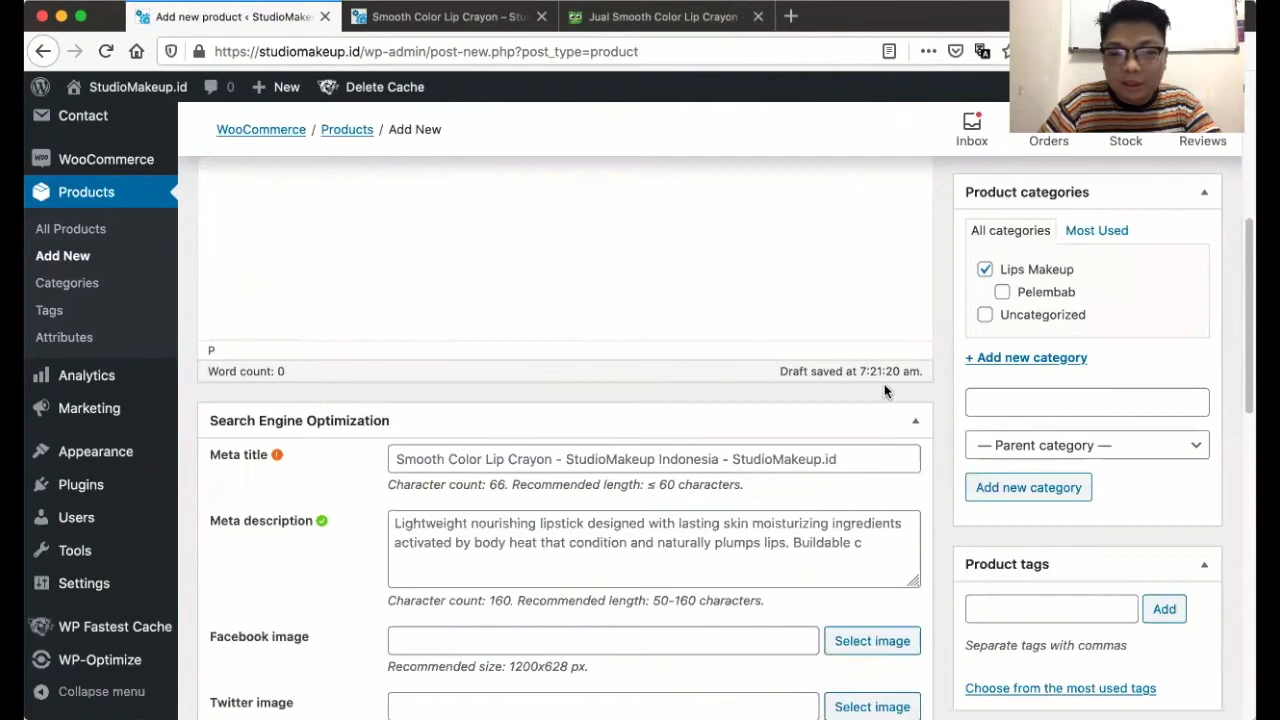 Add new product ‹ StudioMake
Smooth Color Lip Crayon – Stu
Jual Smooth Color Lip Crayon
https://studiomakeup.id/wp-admin/post-new.php?post_type=product
StudioMakeup.id
0
New
Delete Cache
Contact
WooCommerce
Products
All Products
Add New
Categories
Tags
Attributes
Analytics
Marketing
Appearance
Plugins
Users
Tools
Settings
WP Fastest Cache
WP-Optimize
Collapse menu
WooCommerce / Products / Add New
Inbox
Orders
Stock
Reviews
P
Word count: 0
Draft saved at 7:21:20 am.
Search Engine Optimization
Meta title
Smooth Color Lip Crayon - StudioMakeup Indonesia - StudioMakeup.id
Character count: 66. Recommended length: ≤ 60 characters.
Meta description
Lightweight nourishing lipstick designed with lasting skin moisturizing ingredients
activated by body heat that condition and naturally plumps lips. Buildable c
Character count: 160. Recommended length: 50-160 characters.
Facebook image
Select image
Recommended size: 1200x628 px.
Twitter image
Select image
Product categories
All categories
Most Used
Lips Makeup
Pelembab
Uncategorized
+ Add new category
— Parent category —
Add new category
Product tags
Add
Separate tags with commas
Choose from the most used tags